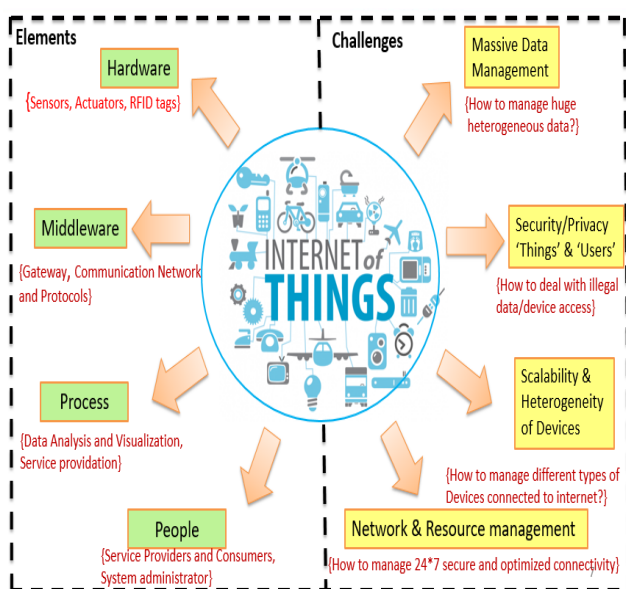 Elements
Hardware
{Sensors, Actuators, RFID tags}
Middleware
{Gateway, Communication Network
and Protocols}
Process
{Data Analysis and Visualization,
Service providation}
People
{Service Providers and Consumers,
System administrator}
INTERNET of
THINGS
Challenges
Massive Data
Management
{How to manage huge
heterogeneous data?}
Security/Privacy
'Things' & 'Users'
{How to deal with illegal
data/device access}
Scalability &
Heterogeneity
of Devices
{How to manage different types of
Devices connected to internet?}
Network & Resource management
{How to manage 24*7 secure and optimized connectivity}